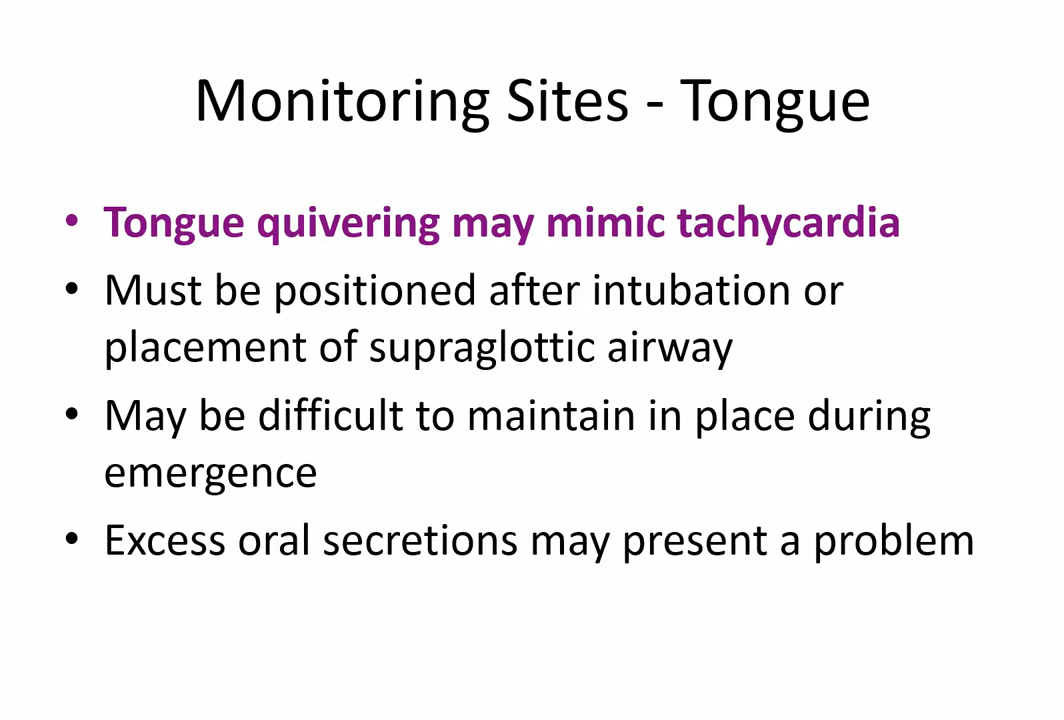 Monitoring Sites - Tongue
• Tongue quivering may mimic tachycardia
• Must be positioned after intubation or
placement of supraglottic airway
• May be difficult to maintain in place during
emergence
• Excess oral secretions may present a problem